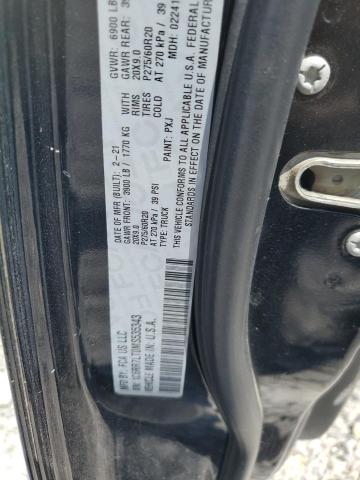 MFD BY: FCA US LLC
DATE OF MFR (BUILT): 2-21
GVWR: 6900 LB
GAWR FRONT: 3900 LB / 1770 KG WITH
GAWR REAR: 39
20X9.0 RIMS 20X9.0
P275/60R20 TIRES P275/60R20
AT 270 kPa / 39 PSI COLD AT 270 kPa / 39
TYPE: TRUCK PAINT: PXJ MDH: 02241
THIS VEHICLE CONFORMS TO ALL APPLICABLE U.S.A. FEDERAL
STANDARDS IN EFFECT ON THE DATE OF MANUFACTURE
VEHICLE MADE IN: U.S.A.